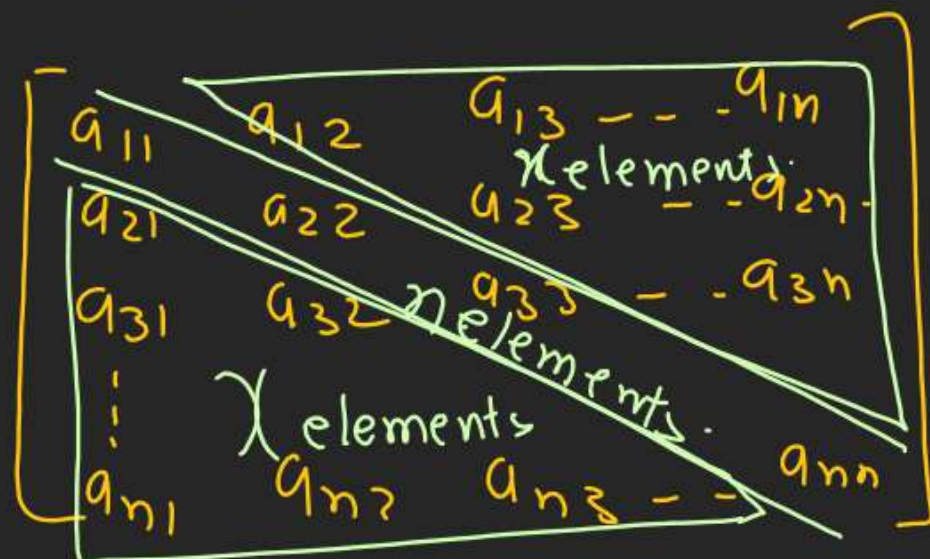 a11 a12 a13 - - - a1n
x elements.
a21 a22 a23 - - a2n.
a31 a32 a33 - - a3n
n elements.
x elements
an1 an2 an3 - - ann